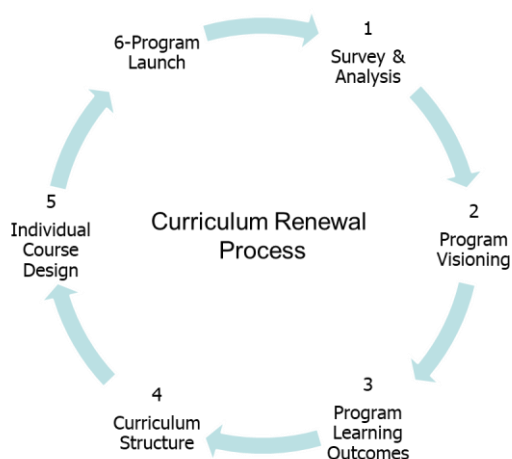 6-Program
Launch
1
Survey &
Analysis
2
Program
Visioning
3
Program
Learning
Outcomes
4
Curriculum
Structure
5
Individual
Course
Design
Curriculum Renewal
Process